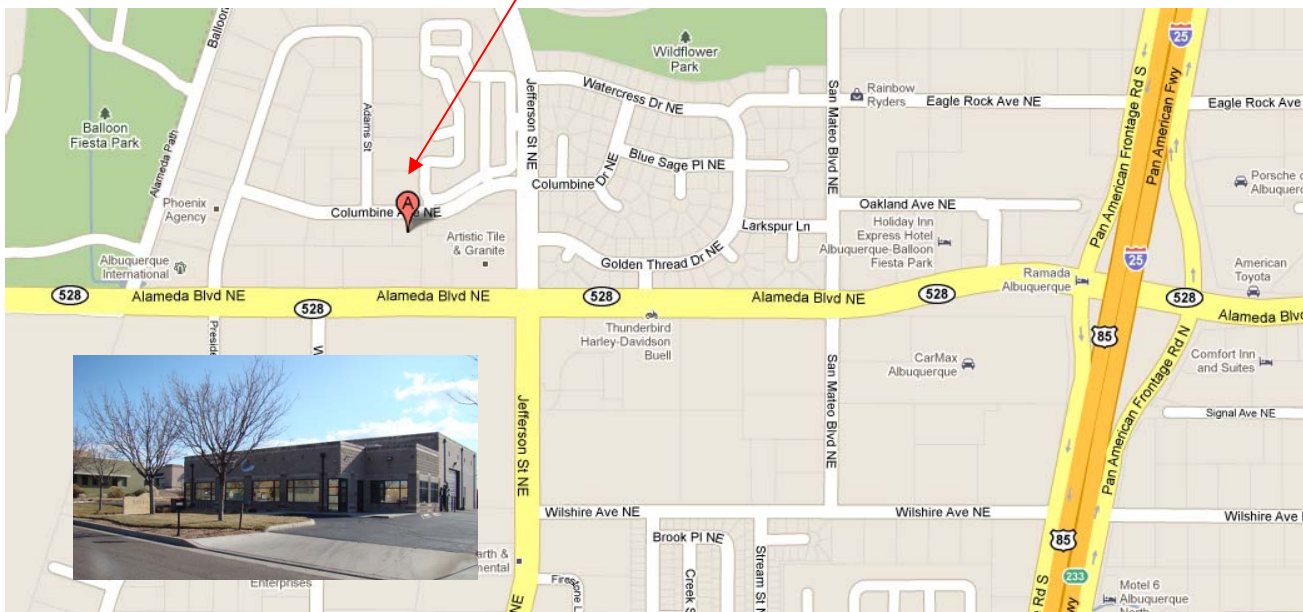 Balloon
25
Wildflower
Park
Pan American Frontage Rd S
Pan American Fwy
Jefferson St NE
Watercress Dr NE
San Mateo Blvd NE
Rainbow
Ryders
Eagle Rock Ave NE
Eagle Rock Ave
Balloon
Fiesta Park
Adams St
Alameda Path
Blue Sage Pl NE
Columbine Dr NE
Porsche
Phoenix
Agency
A
Columbine Ave NE
Oakland Ave NE
Larkspur Ln
Holiday Inn
Express Hotel
Albuquerque-Balloon
Fiesta Park
Artistic Tile
& Granite
Golden Thread Dr NE
Albuquerque
International
25
Ramada
Albuquerque
American
Toyota
528
Alameda Blvd NE
Alameda Blvd NE
528
Alameda Blvd NE
528
528
528
Alameda Blvd
Thunderbird
Harley-Davidson
Buell
85
CarMax
Albuquerque
Comfort Inn
and Suites
San Mateo Blvd NE
Pan American Frontage Rd N
Jefferson St NE
Signal Ave NE
Wilshire Ave NE
Wilshire Ave NE
Wilshire Ave
Brook Pl NE
85
Stream St N
Creek S
233
Enterprises
Motel 6
Albuquerque
North
NE
Rd S